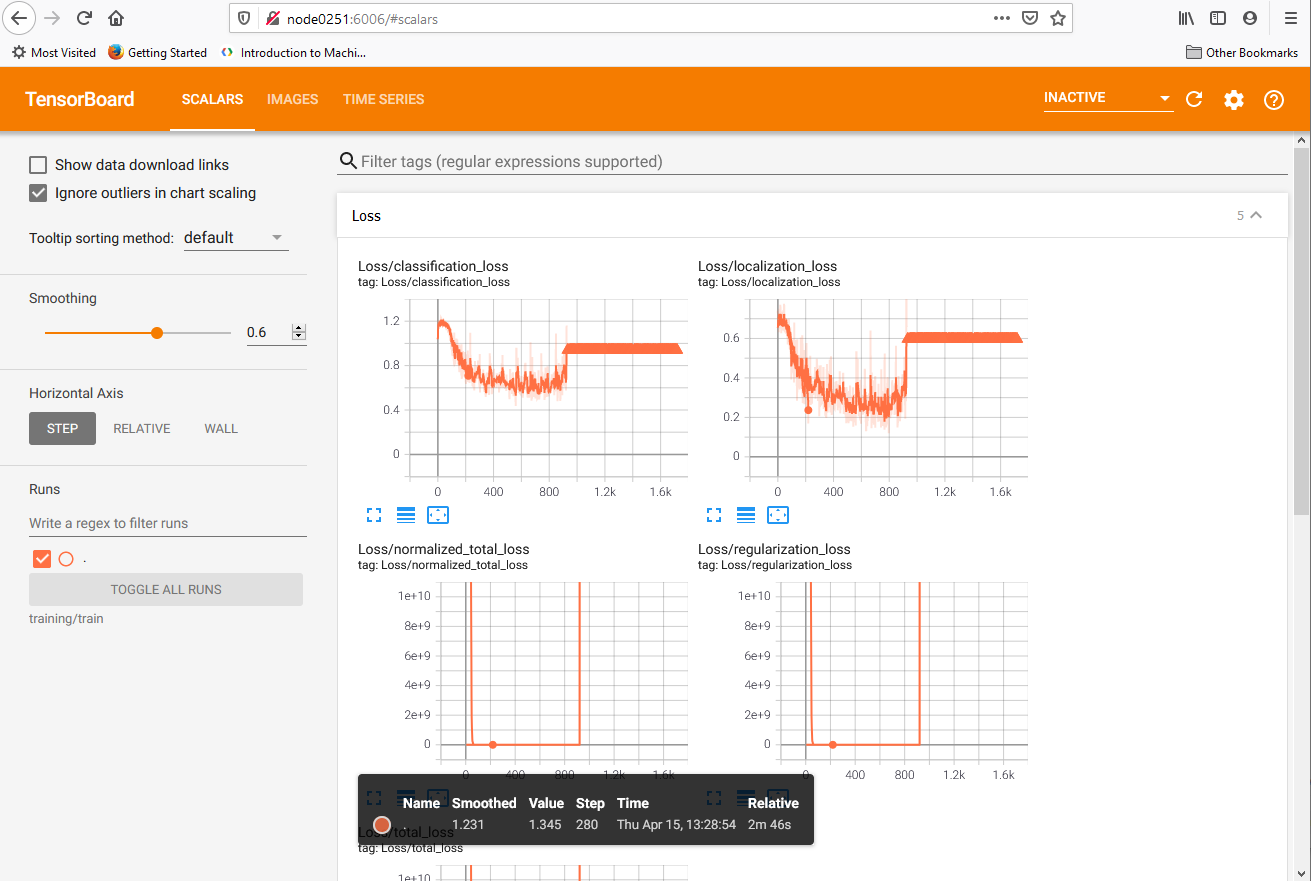 node0251:6006/#scalars
Most Visited Getting Started Introduction to Machi... Other Bookmarks
TensorBoard SCALARS IMAGES TIME SERIES INACTIVE
Show data download links
Ignore outliers in chart scaling
Tooltip sorting method: default
Smoothing
0.6
Horizontal Axis
STEP RELATIVE WALL
Runs
Write a regex to filter runs
.
TOGGLE ALL RUNS
training/train
Filter tags (regular expressions supported)
Loss 5
Loss/classification_loss
tag: Loss/classification_loss
1.2
0.8
0.4
0
0 400 800 1.2k 1.6k
Loss/localization_loss
tag: Loss/localization_loss
0.6
0.4
0.2
0
0 400 800 1.2k 1.6k
Loss/normalized_total_loss
tag: Loss/normalized_total_loss
1e+10
8e+9
6e+9
4e+9
2e+9
0
0 400 800 1.2k 1.6k
Loss/regularization_loss
tag: Loss/regularization_loss
1e+10
8e+9
6e+9
4e+9
2e+9
0
0 400 800 1.2k 1.6k
Name Smoothed Value Step Time Relative
. 1.231 1.345 280 Thu Apr 15, 13:28:54 2m 46s
Loss/total_loss
tag: Loss/total_loss
1e+10